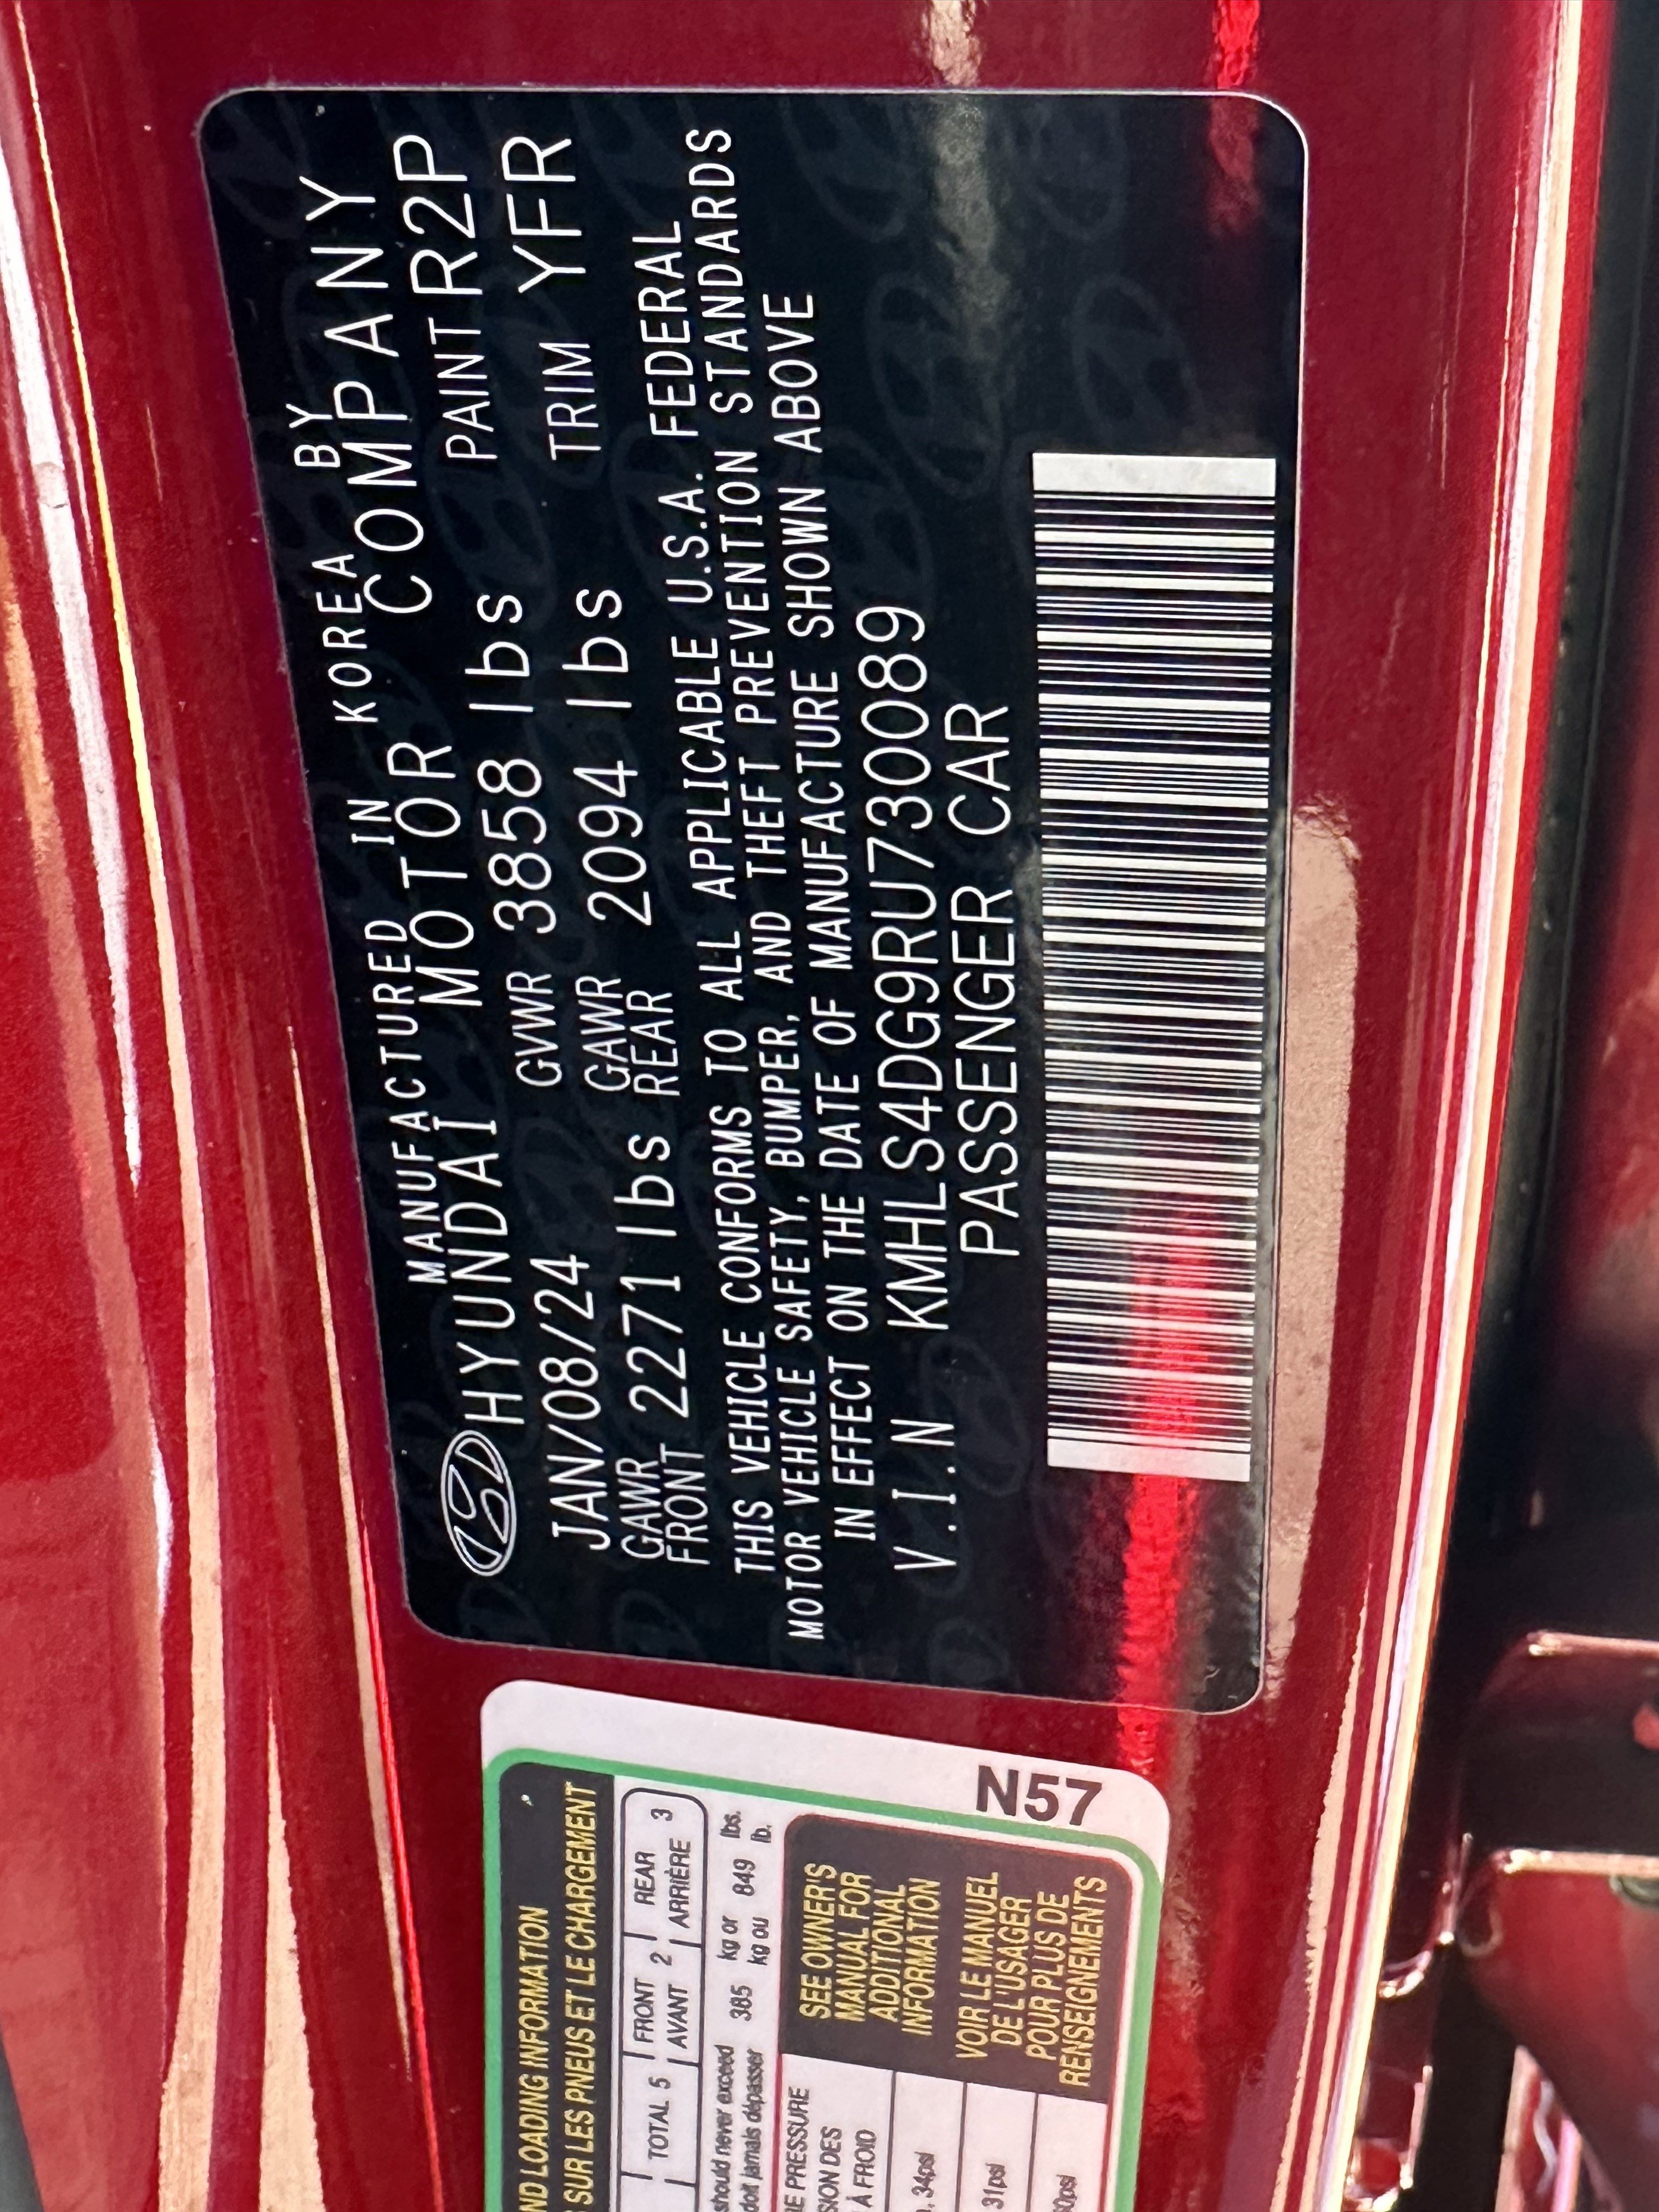 MANUFACTURED IN KOREA BY
HYUNDAI MOTOR COMPANY
JAN/08/24 GVWR 3858 lbs PAINT R2P
GAWR FRONT 2271 lbs GAWR REAR 2094 lbs TRIM YFR
THIS VEHICLE CONFORMS TO ALL APPLICABLE U.S.A. FEDERAL
MOTOR VEHICLE SAFETY, BUMPER, AND THEFT PREVENTION STANDARDS
IN EFFECT ON THE DATE OF MANUFACTURE SHOWN ABOVE
V.I.N KMHLS4DG9RU730089
PASSENGER CAR
LOADING INFORMATION
SUR LES PNEUS ET LE CHARGEMENT
TOTAL 5 FRONT 2 REAR 3
AVANT ARRIÈRE
should never exceed 385 kg or 849 lbs.
doit jamais dépasser kg ou lb.
PRESSURE
DES
À FROID
34psi
31psi
SEE OWNER'S
MANUAL FOR
ADDITIONAL
INFORMATION
VOIR LE MANUEL
DE L'USAGER
POUR PLUS DE
RENSEIGNEMENTS
N57